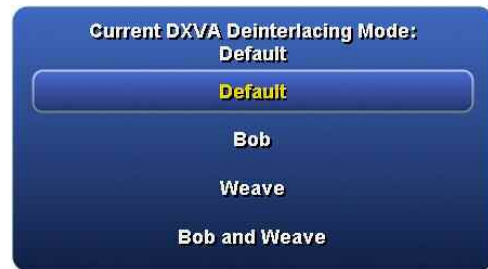 Current DXVA Deinterlacing Mode:
Default
Default
Bob
Weave
Bob and Weave